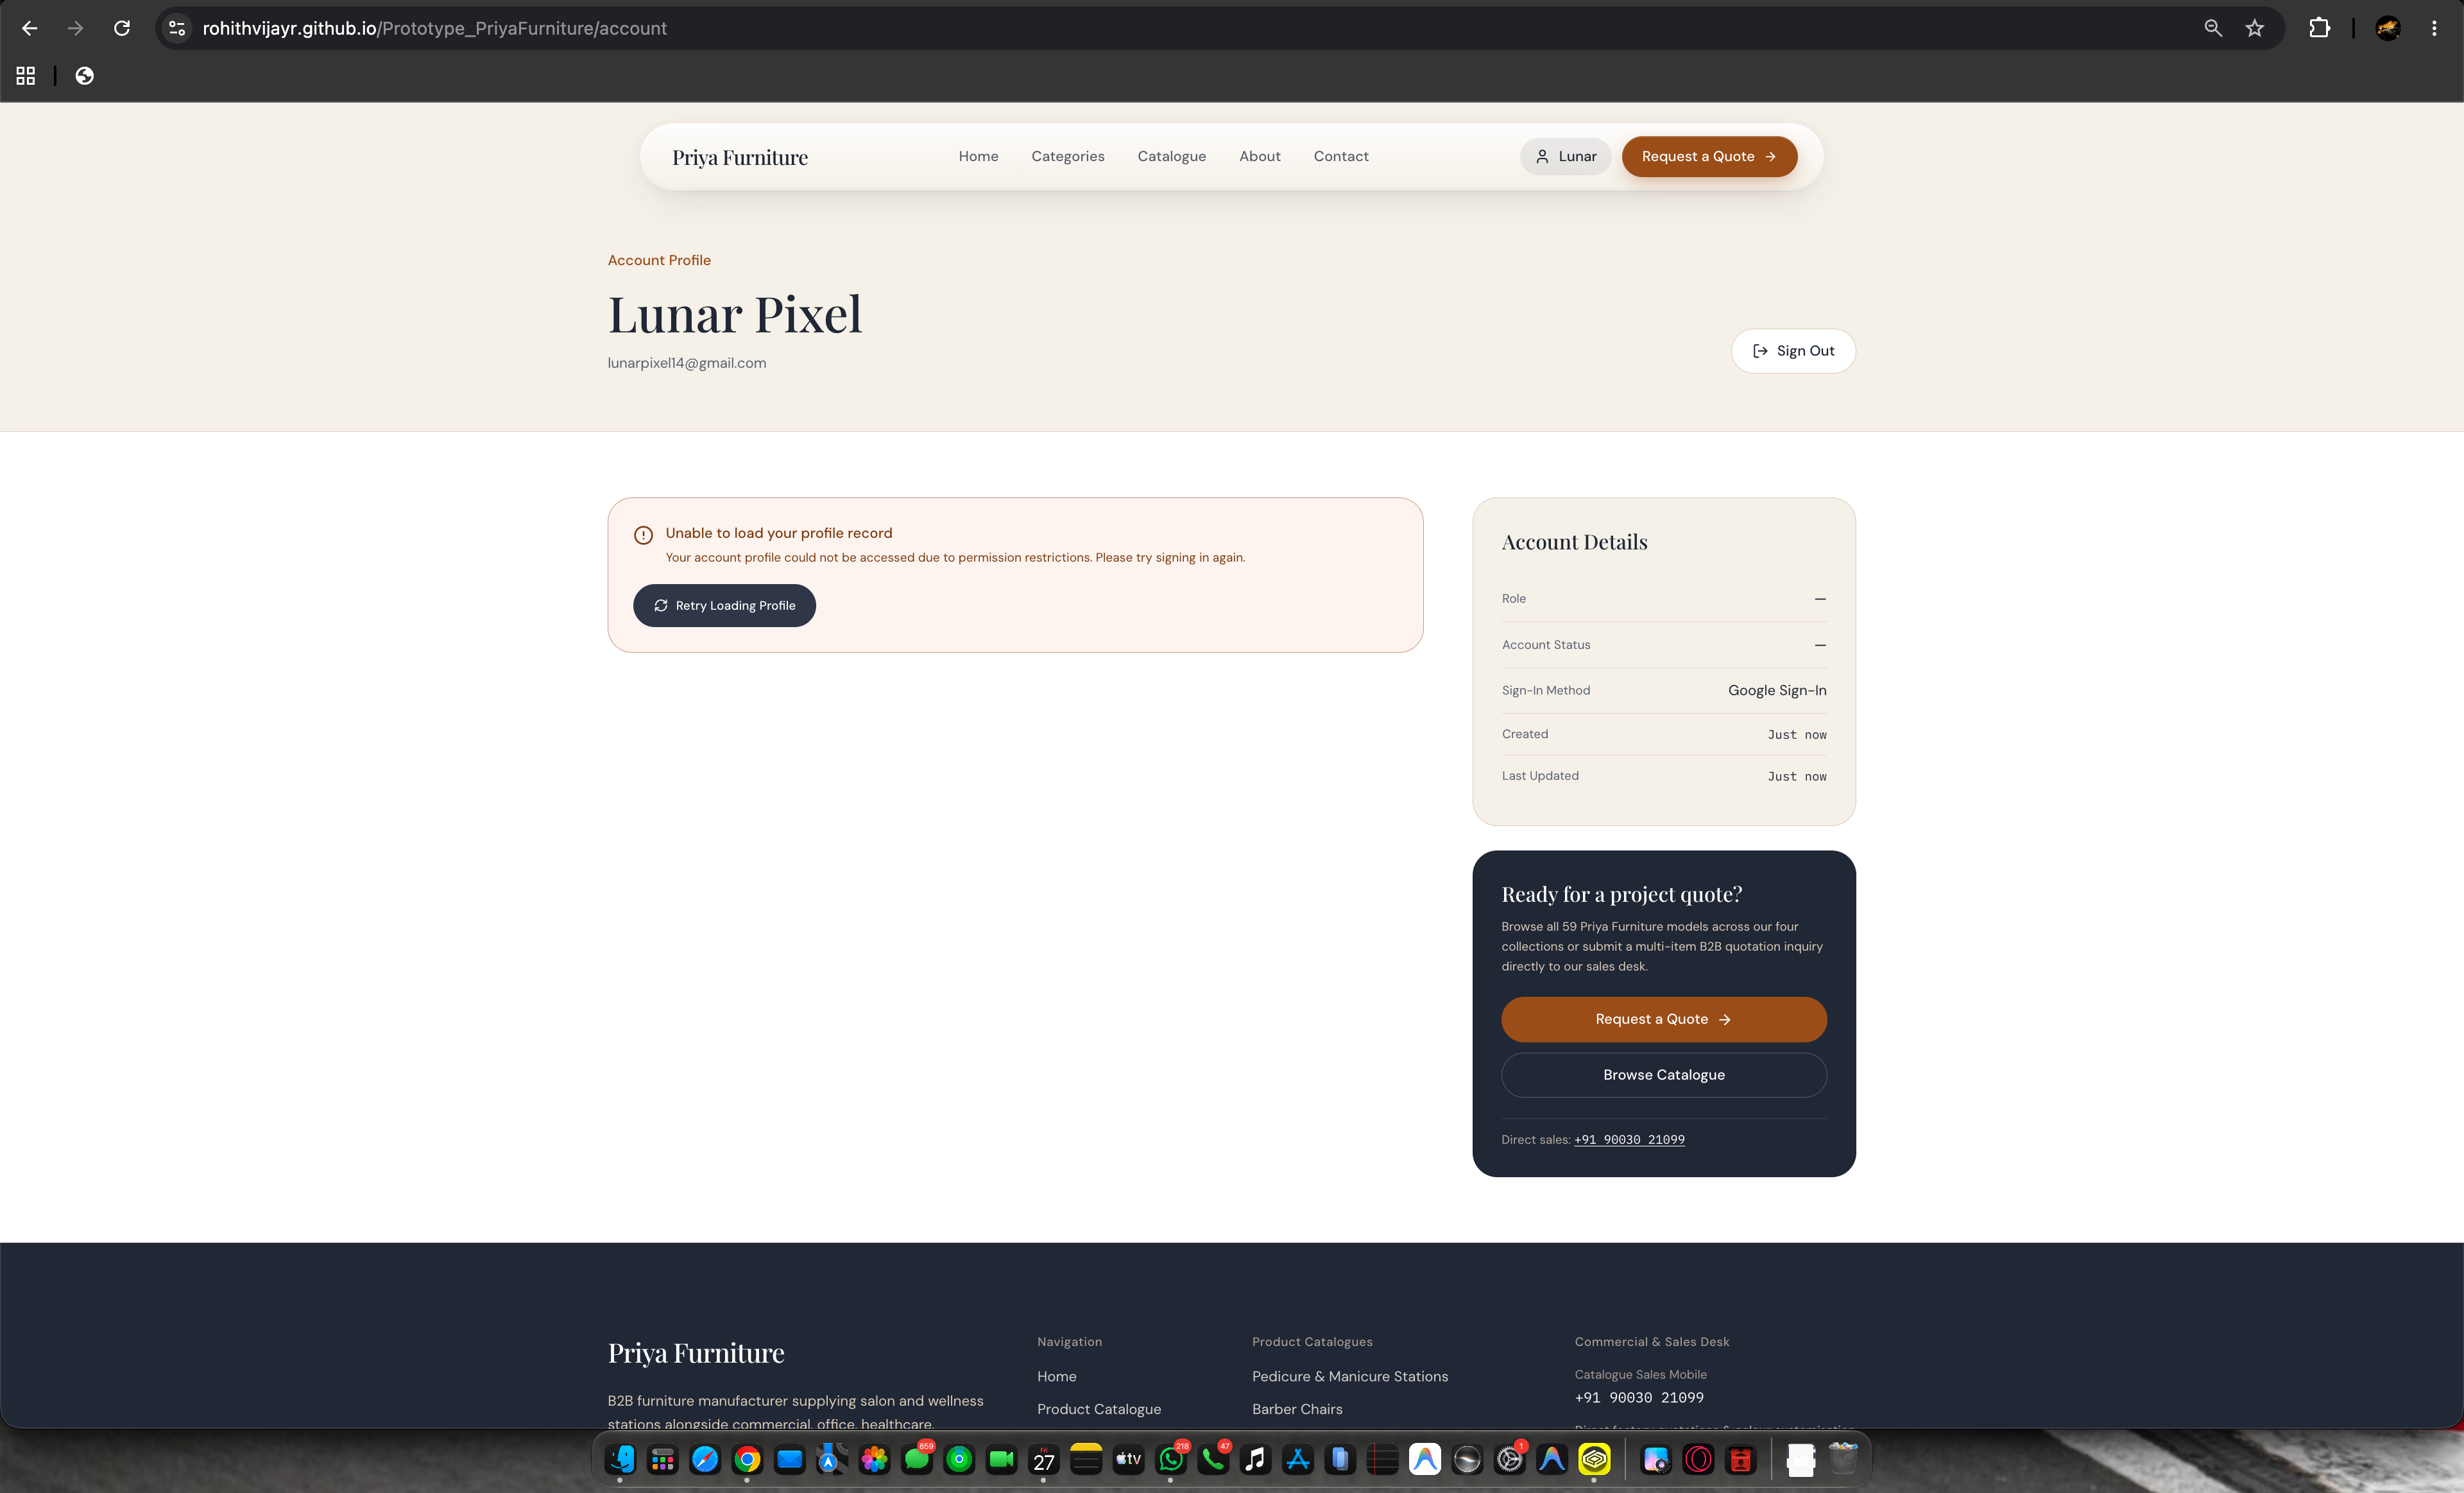 rohithvijayr.github.io/Prototype_PriyaFurniture/account
Priya Furniture
Home
Categories
Catalogue
About
Contact
Lunar
Request a Quote
Account Profile
Lunar Pixel
lunarpixel14@gmail.com
Sign Out
Unable to load your profile record
Your account profile could not be accessed due to permission restrictions. Please try signing in again.
Retry Loading Profile
Account Details
Role —
Account Status —
Sign-In Method Google Sign-In
Created Just now
Last Updated Just now
Ready for a project quote?
Browse all 59 Priya Furniture models across our four
collections or submit a multi-item B2B quotation inquiry
directly to our sales desk.
Request a Quote
Browse Catalogue
Direct sales: +91 90030 21099
Priya Furniture
B2B furniture manufacturer supplying salon and wellness
stations alongside commercial, office, healthcare,
Navigation
Home
Product Catalogue
Product Catalogues
Pedicure & Manicure Stations
Barber Chairs
Commercial & Sales Desk
Catalogue Sales Mobile
+91 90030 21099
859
Fri
27
tv
218
47
1